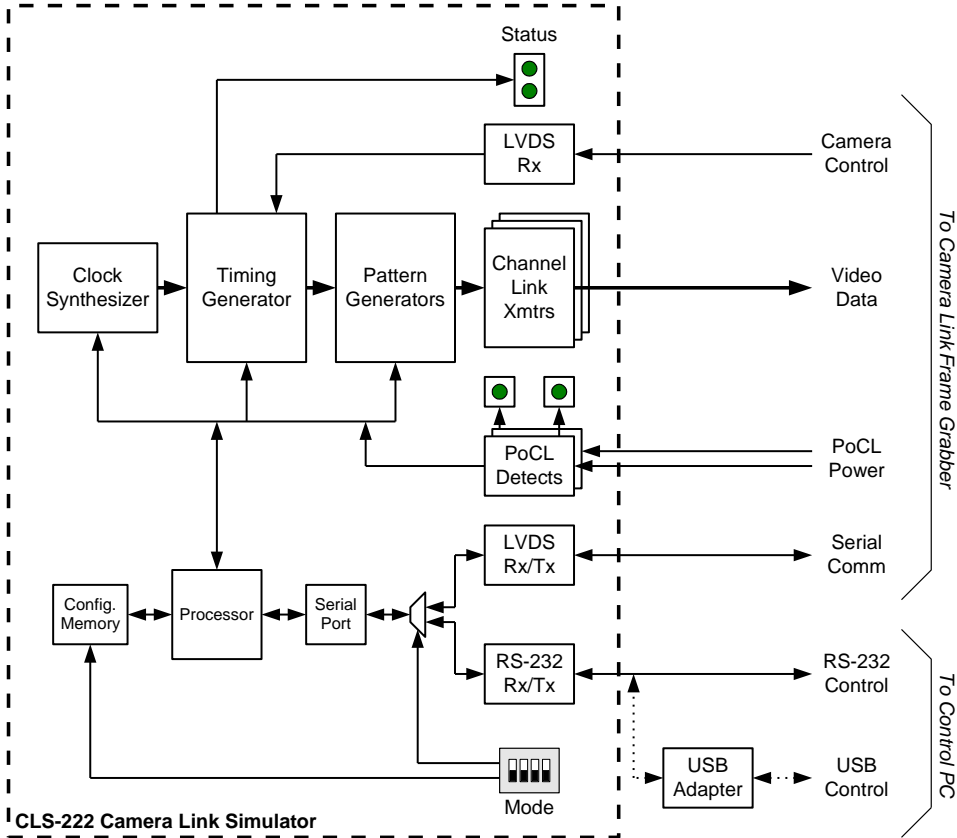 Status
LVDS
Rx
Camera
Control
Clock
Synthesizer
Timing
Generator
Pattern
Generators
Channel
Link
Xmtrs
Video
Data
PoCL
Detects
PoCL
Power
LVDS
Rx/Tx
Serial
Comm
Config.
Memory
Processor
Serial
Port
RS-232
Rx/Tx
RS-232
Control
USB
Adapter
USB
Control
Mode
CLS-222 Camera Link Simulator
To Camera Link Frame Grabber
To Control PC